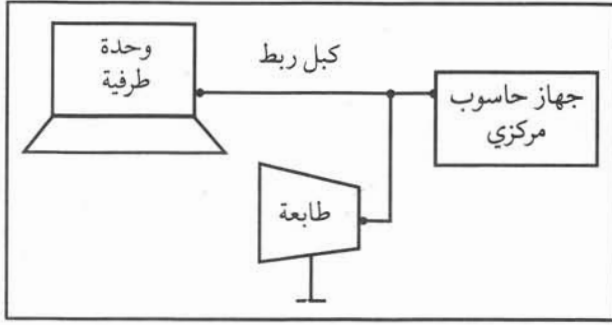 وحدة
طرفية
كبل ربط
جهاز حاسوب
مركزي
طابعة